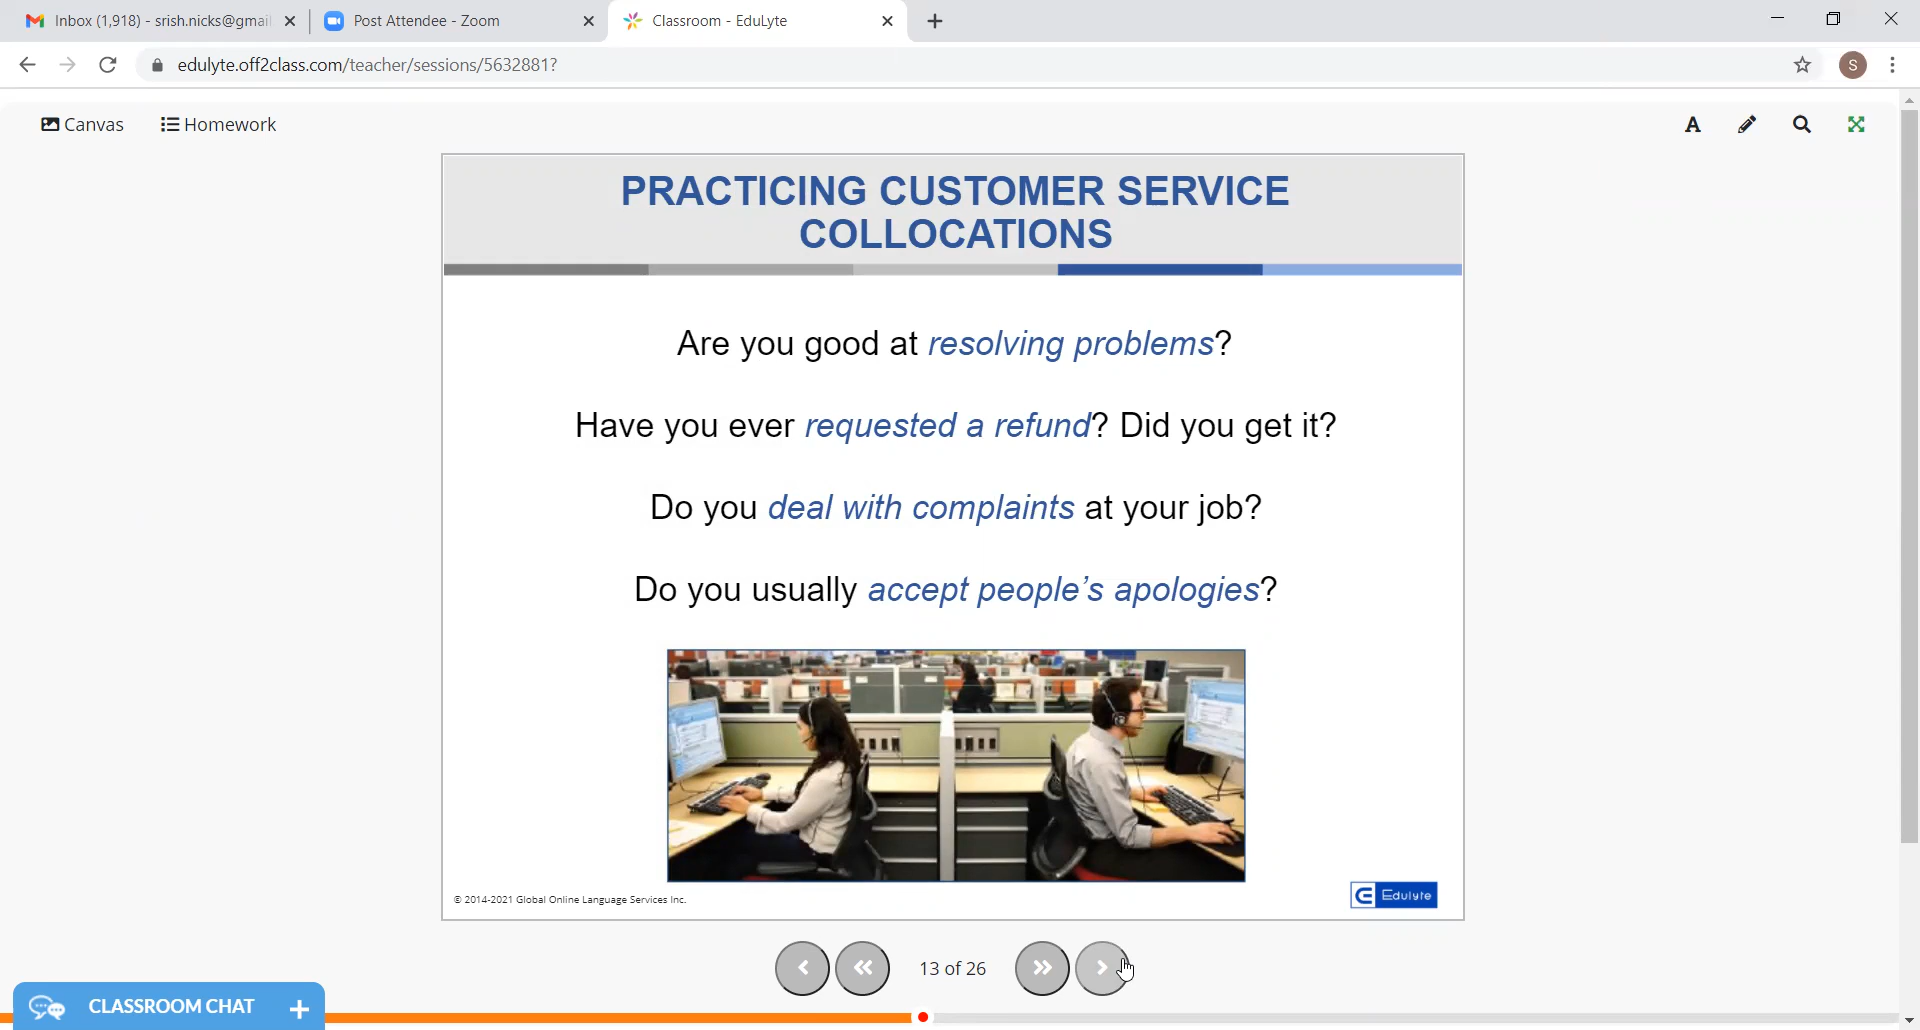 Inbox (1,918) - srish.nicks@gmai
Post Attendee - Zoom
Classroom - EduLyte
edulyte.off2class.com/teacher/sessions/5632881?
S
Canvas
Homework
A
PRACTICING CUSTOMER SERVICE
COLLOCATIONS
Are you good at resolving problems?
Have you ever requested a refund? Did you get it?
Do you deal with complaints at your job?
Do you usually accept people's apologies?
© 2014-2021 Global Online Language Services Inc.
Edulyte
13 of 26
CLASSROOM CHAT +